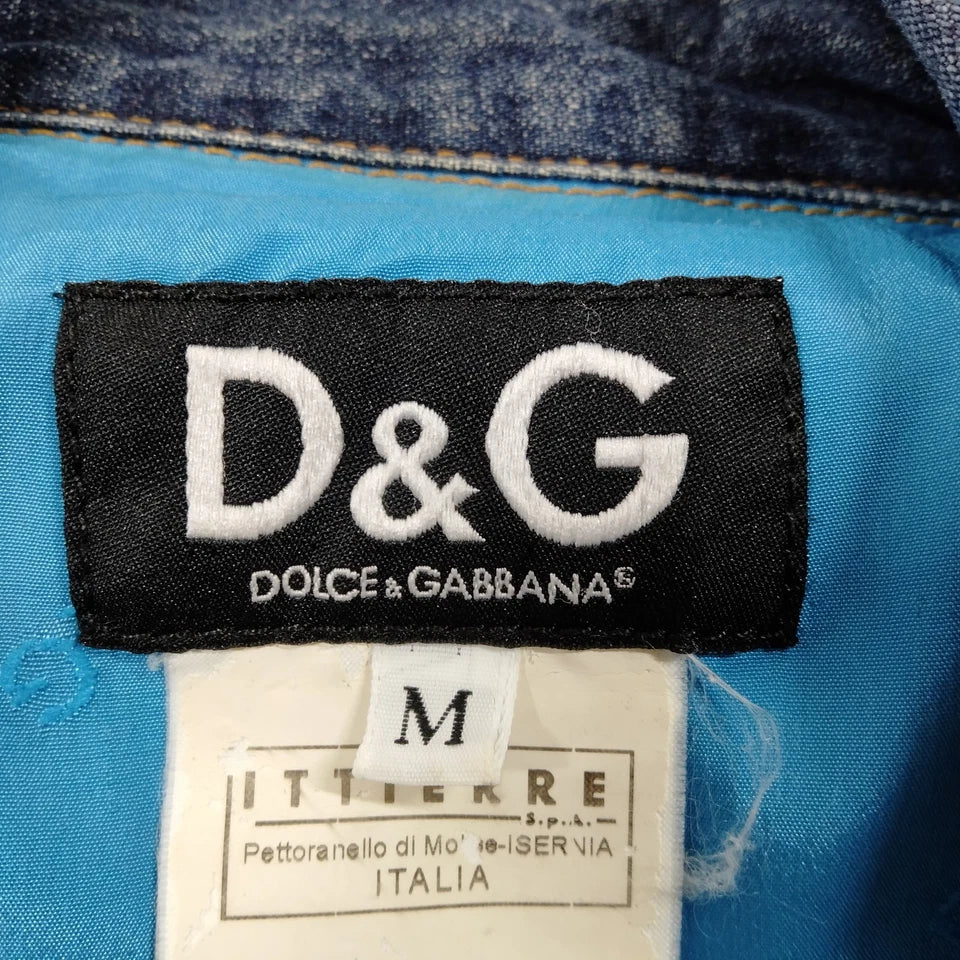 D&G
DOLCE & GABBANA®
M
ITTIERRE
S.p.A.
Pettoranello di Molise-ISERNIA
ITALIA
G